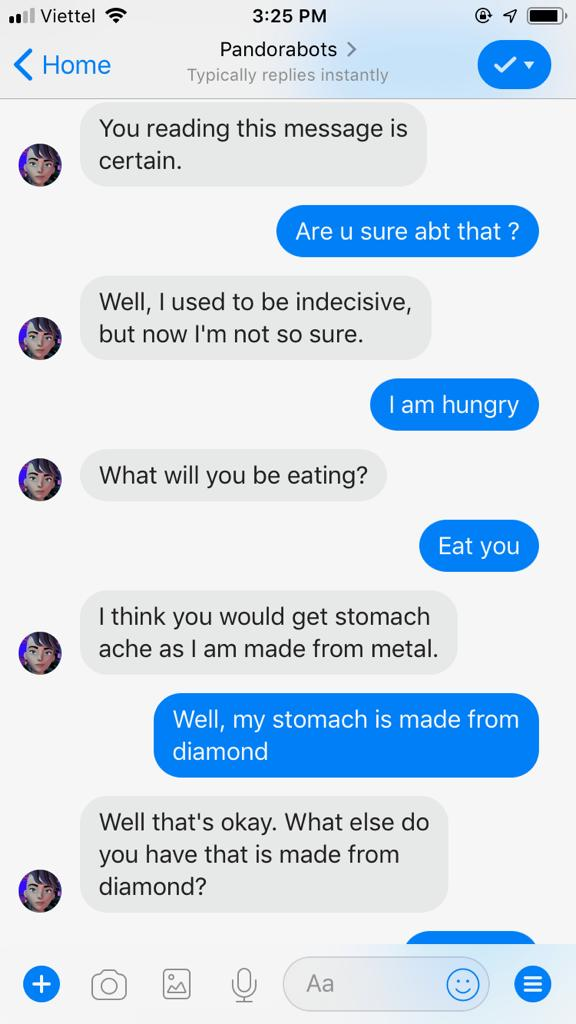 Viettel 3:25 PM
Home
Pandorabots
Typically replies instantly
You reading this message is
certain.
Are u sure abt that ?
Well, I used to be indecisive,
but now I'm not so sure.
I am hungry
What will you be eating?
Eat you
I think you would get stomach
ache as I am made from metal.
Well, my stomach is made from
diamond
Well that's okay. What else do
you have that is made from
diamond?
Aa